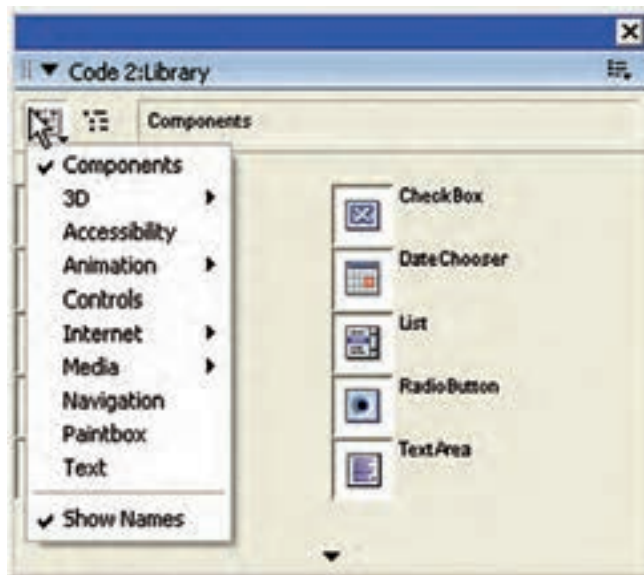 Code 2:Library
Components
Components
3D
Accessibility
Animation
Controls
Internet
Media
Navigation
Paintbox
Text
Show Names
CheckBox
DateChooser
List
RadioButton
TextArea